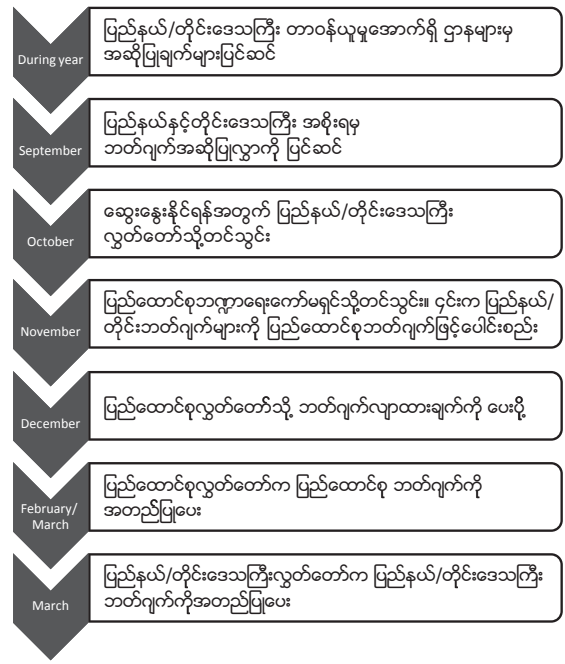 During year
ပြည်နယ်/တိုင်းဒေသကြီး တာဝန်ယူမှုအောက်ရှိ ဌာနများမှ
အဆိုပြုချက်များပြင်ဆင်
September
ပြည်နယ်နှင့်တိုင်းဒေသကြီး အစိုးရမှ
ဘတ်ဂျက်အဆိုပြုလွှာကို ပြင်ဆင်
October
ဆွေးနွေးနိုင်ရန်အတွက် ပြည်နယ်/တိုင်းဒေသကြီး
လွှတ်တော်သို့တင်သွင်း
November
ပြည်ထောင်စုဘဏ္ဍာရေးကော်မရှင်သို့တင်သွင်း။ ၎င်းက ပြည်နယ်/
တိုင်းဘတ်ဂျက်များကို ပြည်ထောင်စုဘတ်ဂျက်ဖြင့်ပေါင်းစည်း
December
ပြည်ထောင်စုလွှတ်တော်သို့ ဘတ်ဂျက်လျာထားချက်ကို ပေးပို့
February/
March
ပြည်ထောင်စုလွှတ်တော်က ပြည်ထောင်စု ဘတ်ဂျက်ကို
အတည်ပြုပေး
March
ပြည်နယ်/တိုင်းဒေသကြီးလွှတ်တော်က ပြည်နယ်/တိုင်းဒေသကြီး
ဘတ်ဂျက်ကိုအတည်ပြုပေး